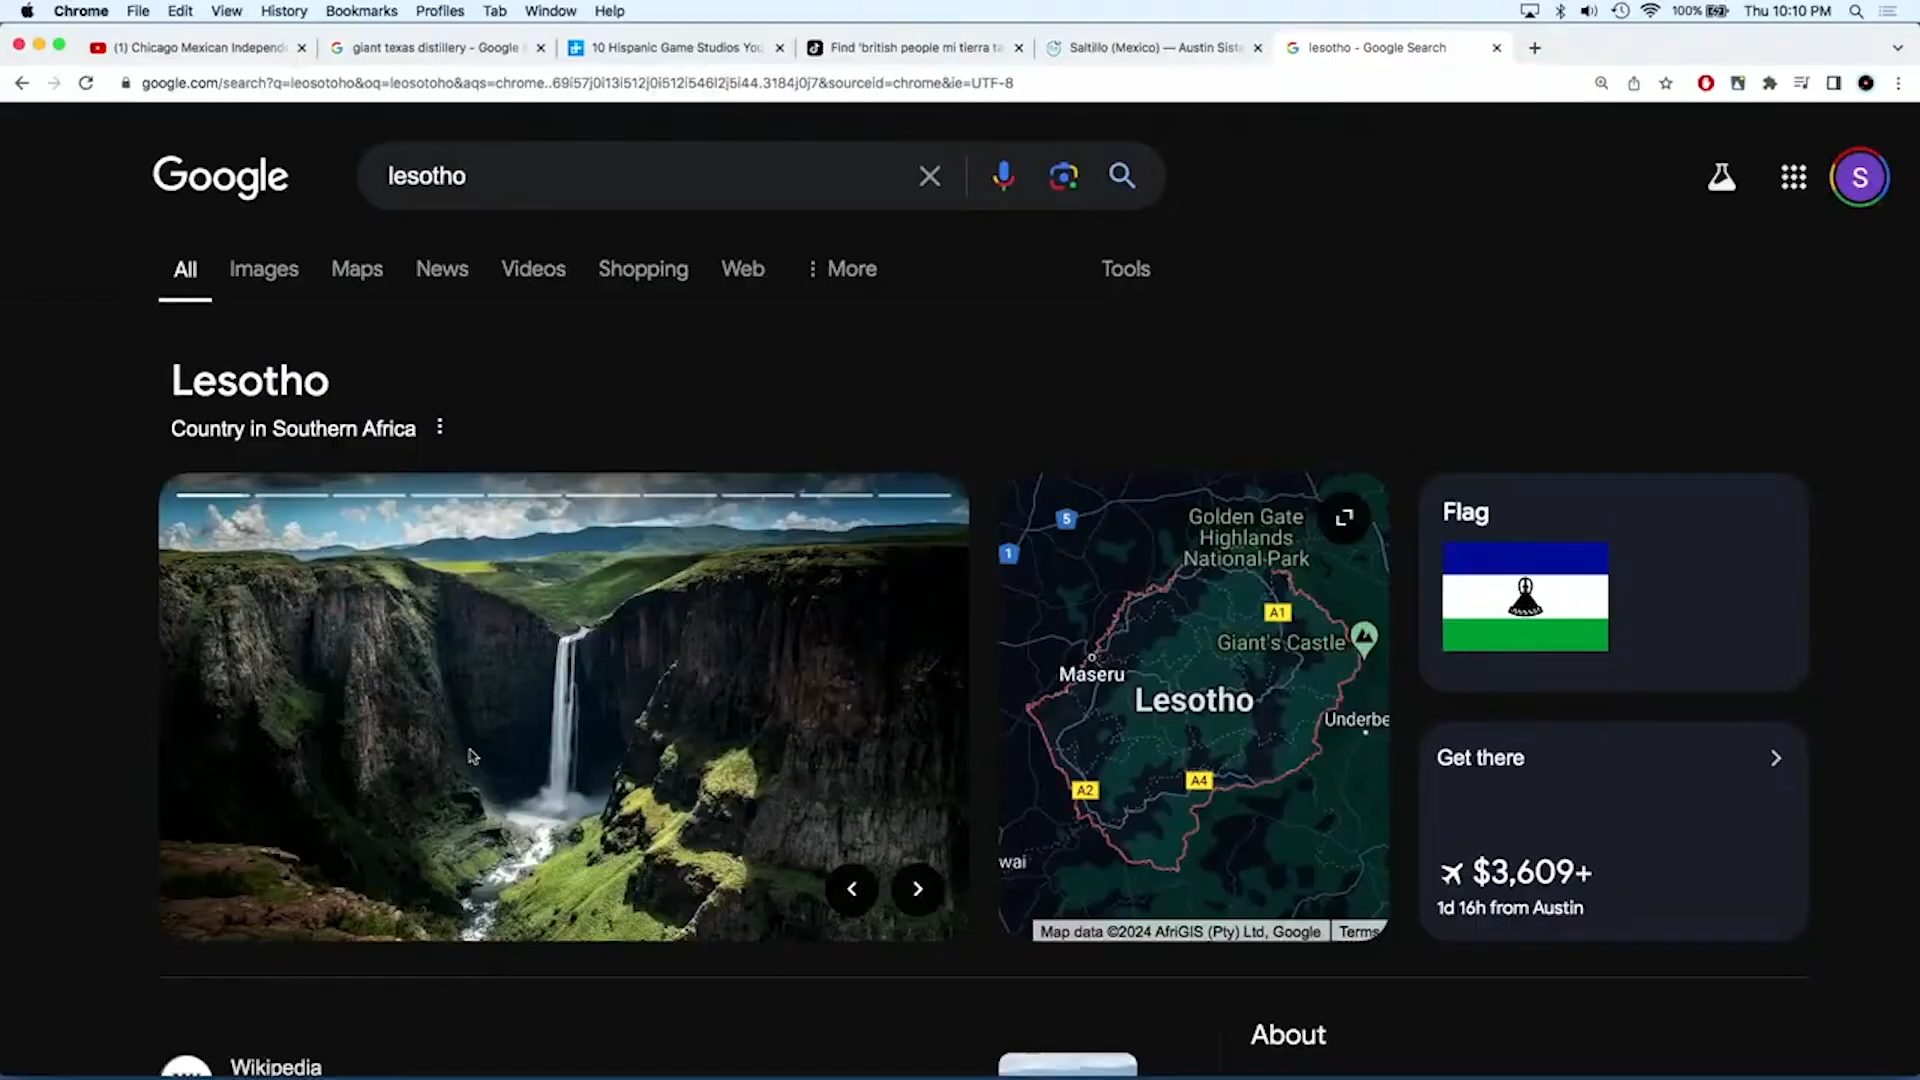 Chrome File Edit View History Bookmarks Profiles Tab Window Help 100% Thu 10:10 PM
(1) Chicago Mexican Independ giant texas distillery - Google 10 Hispanic Game Studios You Find 'british people mi tierra ta Saltillo (Mexico) — Austin Siste lesotho - Google Search
google.com/search?q=leosotoho&oq=leosotoho&aqs=chrome..69i57j0i13i512j0i512i546l2j5i44.3184j0j7&sourceid=chrome&ie=UTF-8
Google lesotho S
All Images Maps News Videos Shopping Web More Tools
Lesotho
Country in Southern Africa
Flag
5
1
Golden Gate
Highlands
National Park
A1
Giant's Castle
Maseru
Lesotho
Underbe
A2
A4
wai
Map data ©2024 AfriGIS (Pty) Ltd, Google Terms
Get there
$3,609+
1d 16h from Austin
About
Wikipedia